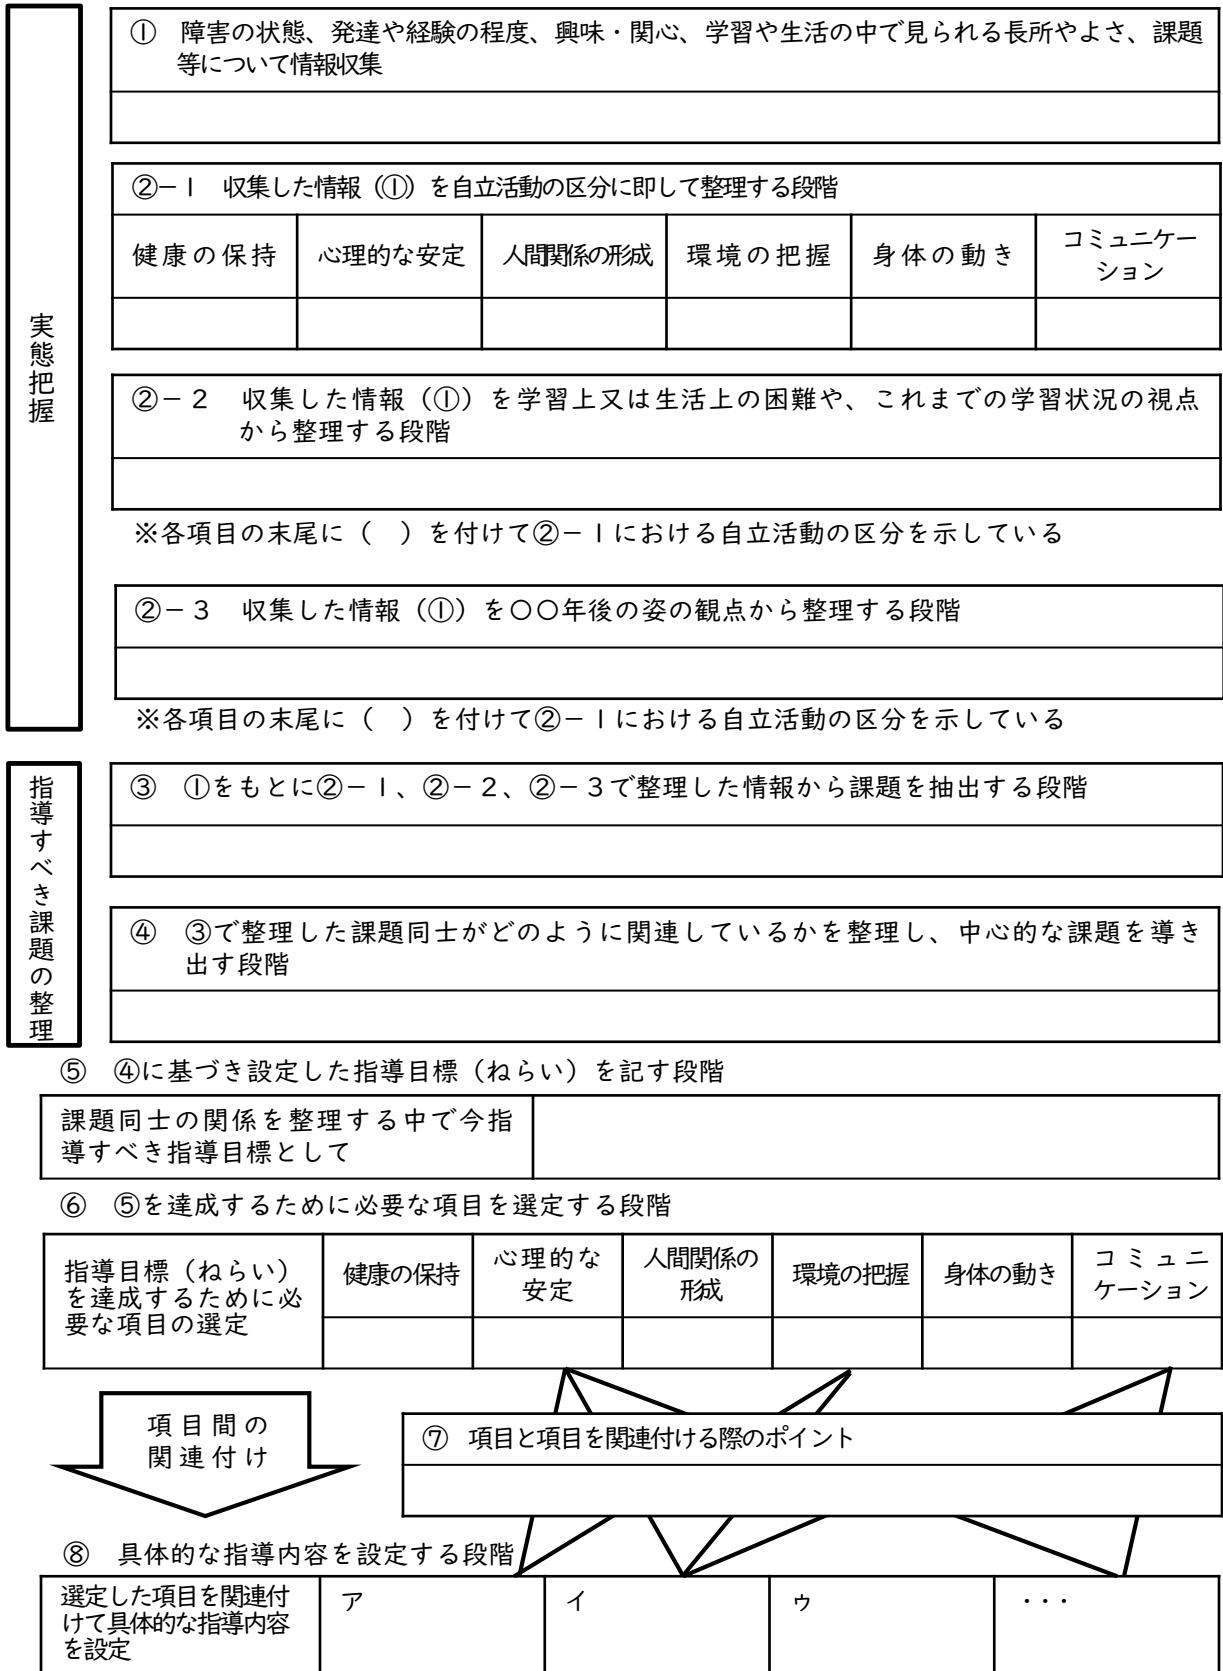 実態把握
① 障害の状態、発達や経験の程度、興味・関心、学習や生活の中で見られる長所やよさ、課題
等について情報収集
②－1 収集した情報（①）を自立活動の区分に即して整理する段階
健康の保持 心理的な安定 人間関係の形成 環境の把握 身体の動き コミュニケー
ション
②－２ 収集した情報（①）を学習上又は生活上の困難や、これまでの学習状況の視点
から整理する段階
※各項目の末尾に（ ）を付けて②－1における自立活動の区分を示している
②－３ 収集した情報（①）を〇〇年後の姿の観点から整理する段階
※各項目の末尾に（ ）を付けて②－1における自立活動の区分を示している
指導すべき課題の整理
③ ①をもとに②－1、②－２、②－３で整理した情報から課題を抽出する段階
④ ③で整理した課題同士がどのように関連しているかを整理し、中心的な課題を導き
出す段階
⑤ ④に基づき設定した指導目標（ねらい）を記す段階
課題同士の関係を整理する中で今指
導すべき指導目標として
⑥ ⑤を達成するために必要な項目を選定する段階
指導目標（ねらい）
を達成するために必
要な項目の選定
健康の保持
心理的な
安定
人間関係の
形成
環境の把握
身体の動き
コミュニ
ケーション
項目間の
関連付け
⑦ 項目と項目を関連付ける際のポイント
⑧ 具体的な指導内容を設定する段階
選定した項目を関連付
けて具体的な指導内容
を設定
ア
イ
ウ
・・・